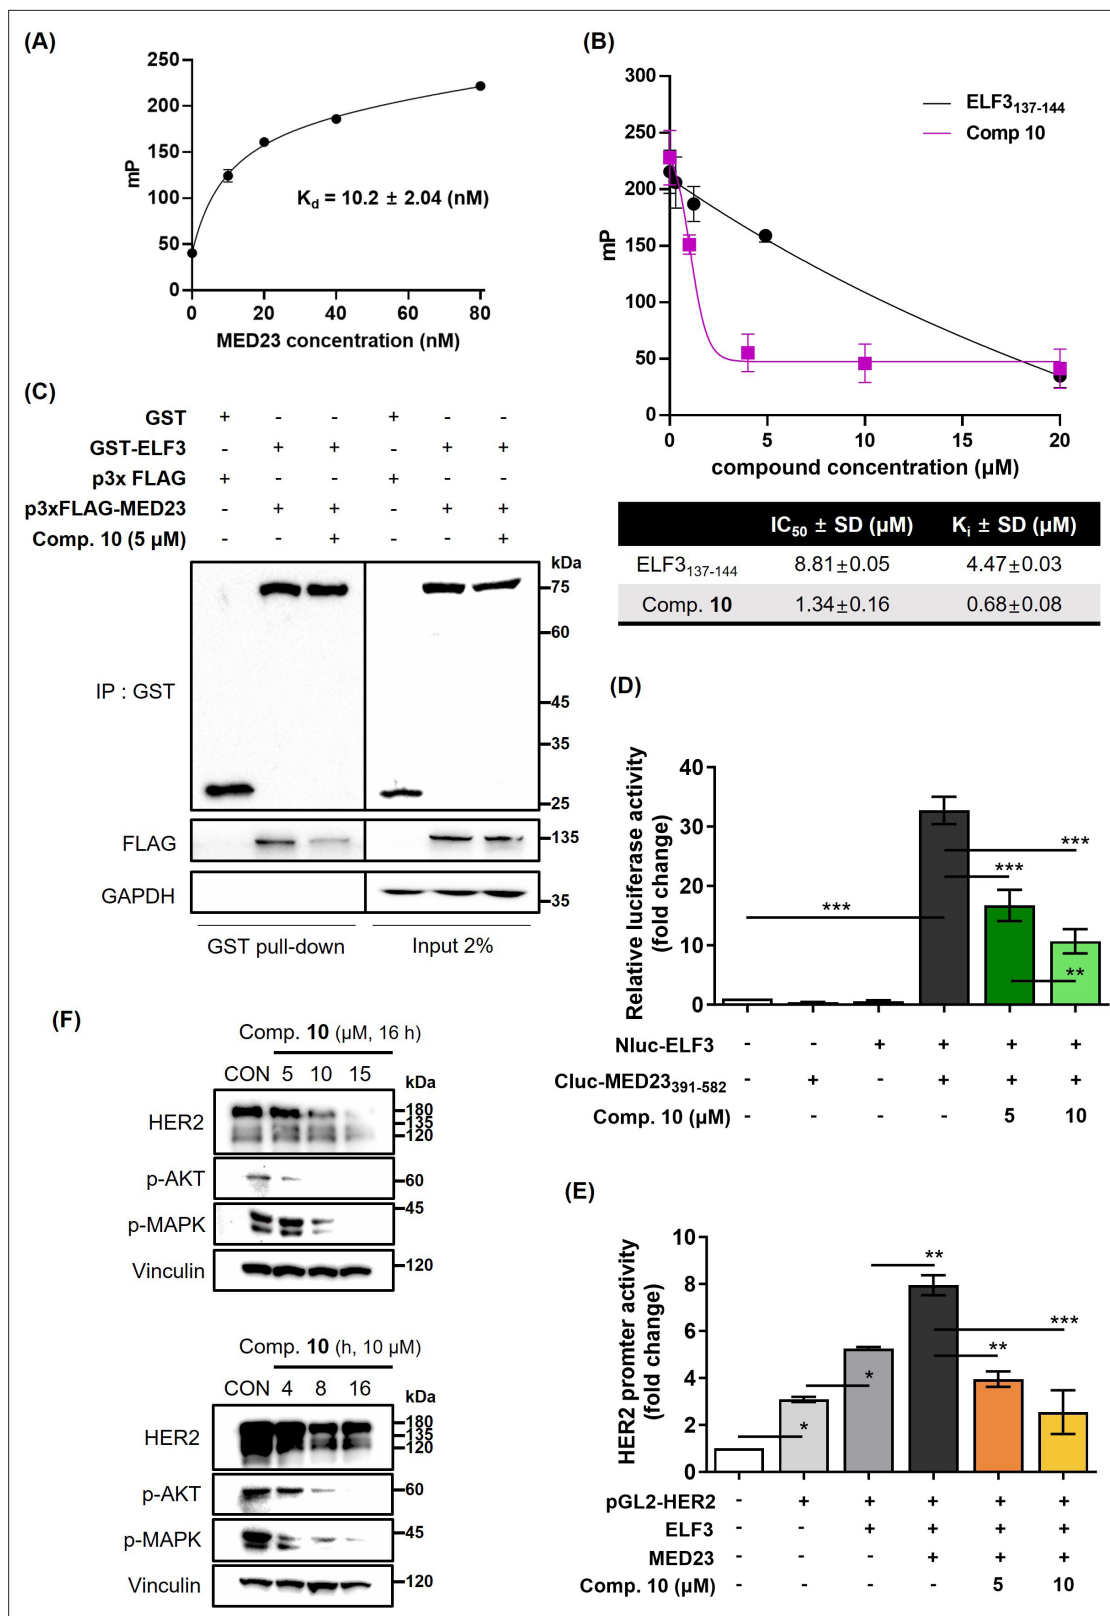 (A)
250
200
150
100
50
0
mP
Kd = 10.2 ± 2.04 (nM)
0 20 40 60 80
MED23 concentration (nM)
(B)
300
250
200
150
100
50
0
mP
ELF3137-144
Comp 10
0 5 10 15 20
compound concentration (µM)
IC50 ± SD (µM) Ki ± SD (µM)
ELF3137-144 8.81±0.05 4.47±0.03
Comp. 10 1.34±0.16 0.68±0.08
(C)
GST + - - + - -
GST-ELF3 - + + - + +
p3x FLAG + - - + - -
p3xFLAG-MED23 - + + - + +
Comp. 10 (5 µM) - - + - - +
kDa
75
60
IP : GST
45
35
25
FLAG 135
GAPDH 35
GST pull-down Input 2%
(D)
Relative luciferase activity
(fold change)
40
30
20
10
0
***
***
***
**
Nluc-ELF3 - - + + + +
Cluc-MED23391-582 - + - + + +
Comp. 10 (µM) - - - - 5 10
(E)
HER2 promter activity
(fold change)
10
8
6
4
2
0
**
***
**
*
*
pGL2-HER2 - + + + + +
ELF3 - - + + + +
MED23 - - - + + +
Comp. 10 (µM) - - - - 5 10
(F)
Comp. 10 (µM, 16 h)
CON 5 10 15 kDa
HER2 180
135
120
p-AKT 60
p-MAPK 45
Vinculin 120
Comp. 10 (h, 10 µM)
CON 4 8 16 kDa
HER2 180
135
120
p-AKT 60
p-MAPK 45
Vinculin 120